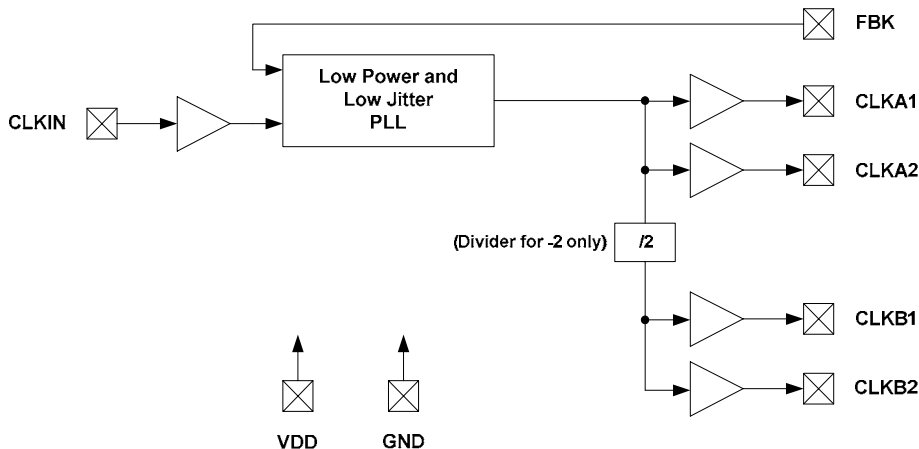 FBK
Low Power and
Low Jitter
PLL
CLKIN
CLKA1
CLKA2
(Divider for -2 only)
/2
CLKB1
CLKB2
VDD
GND